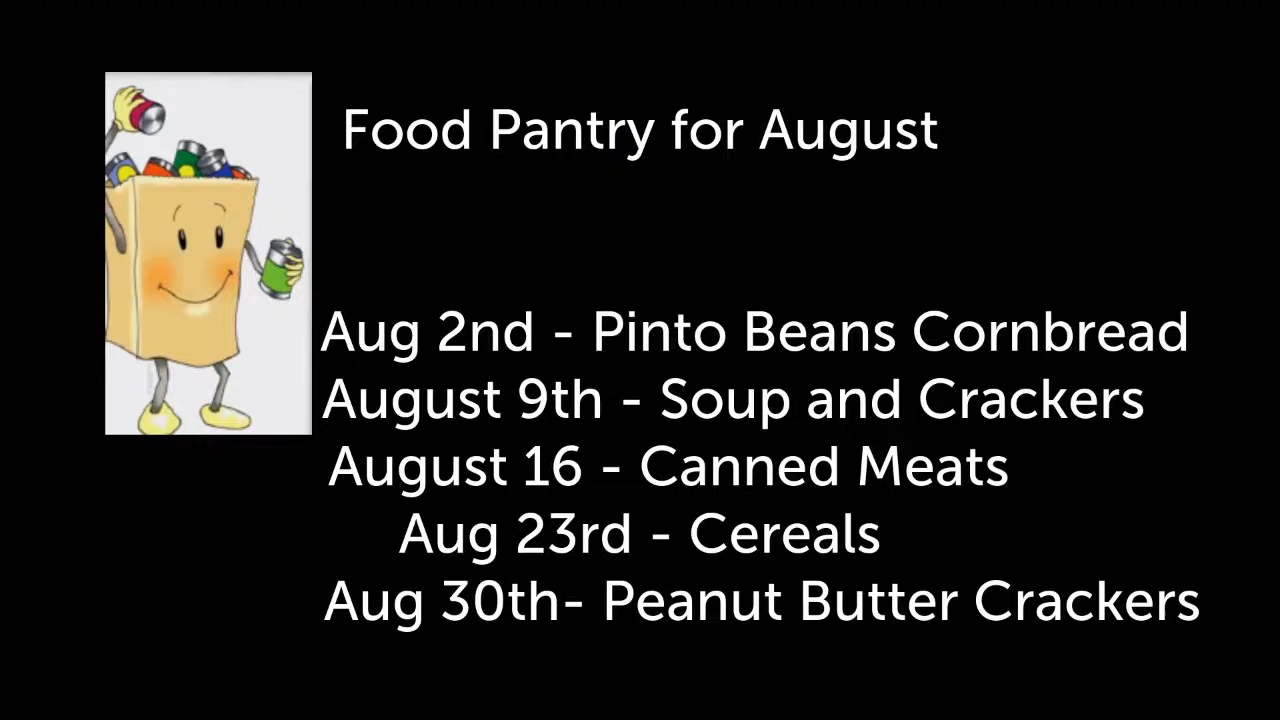 Food Pantry for August
Aug 2nd - Pinto Beans Cornbread
August 9th - Soup and Crackers
August 16 - Canned Meats
Aug 23rd - Cereals
Aug 30th- Peanut Butter Crackers